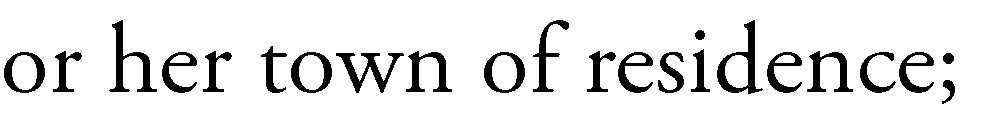 or her town of residence;